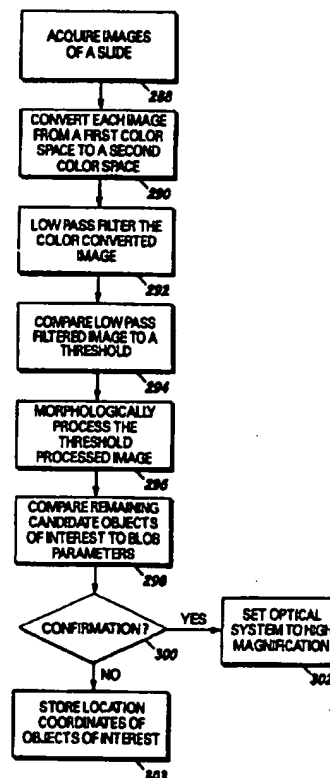 ACQUIRE IMAGES
OF A SLIDE
288
CONVERT EACH IMAGE
FROM A FIRST COLOR
SPACE TO A SECOND
COLOR SPACE
290
LOW PASS FILTER THE
COLOR CONVERTED
IMAGE
292
COMPARE LOW PASS
FILTERED IMAGE TO A
THRESHOLD
294
MORPHOLOGICALLY
PROCESS THE
THRESHOLD
PROCESSED IMAGE
296
COMPARE REMAINING
CANDIDATE OBJECTS
OF INTEREST TO BLOB
PARAMETERS
298
CONFIRMATION?
300
YES
SET OPTICAL
SYSTEM TO HIGH
MAGNIFICATION
302
NO
STORE LOCATION
COORDINATES OF
OBJECTS OF INTEREST
303